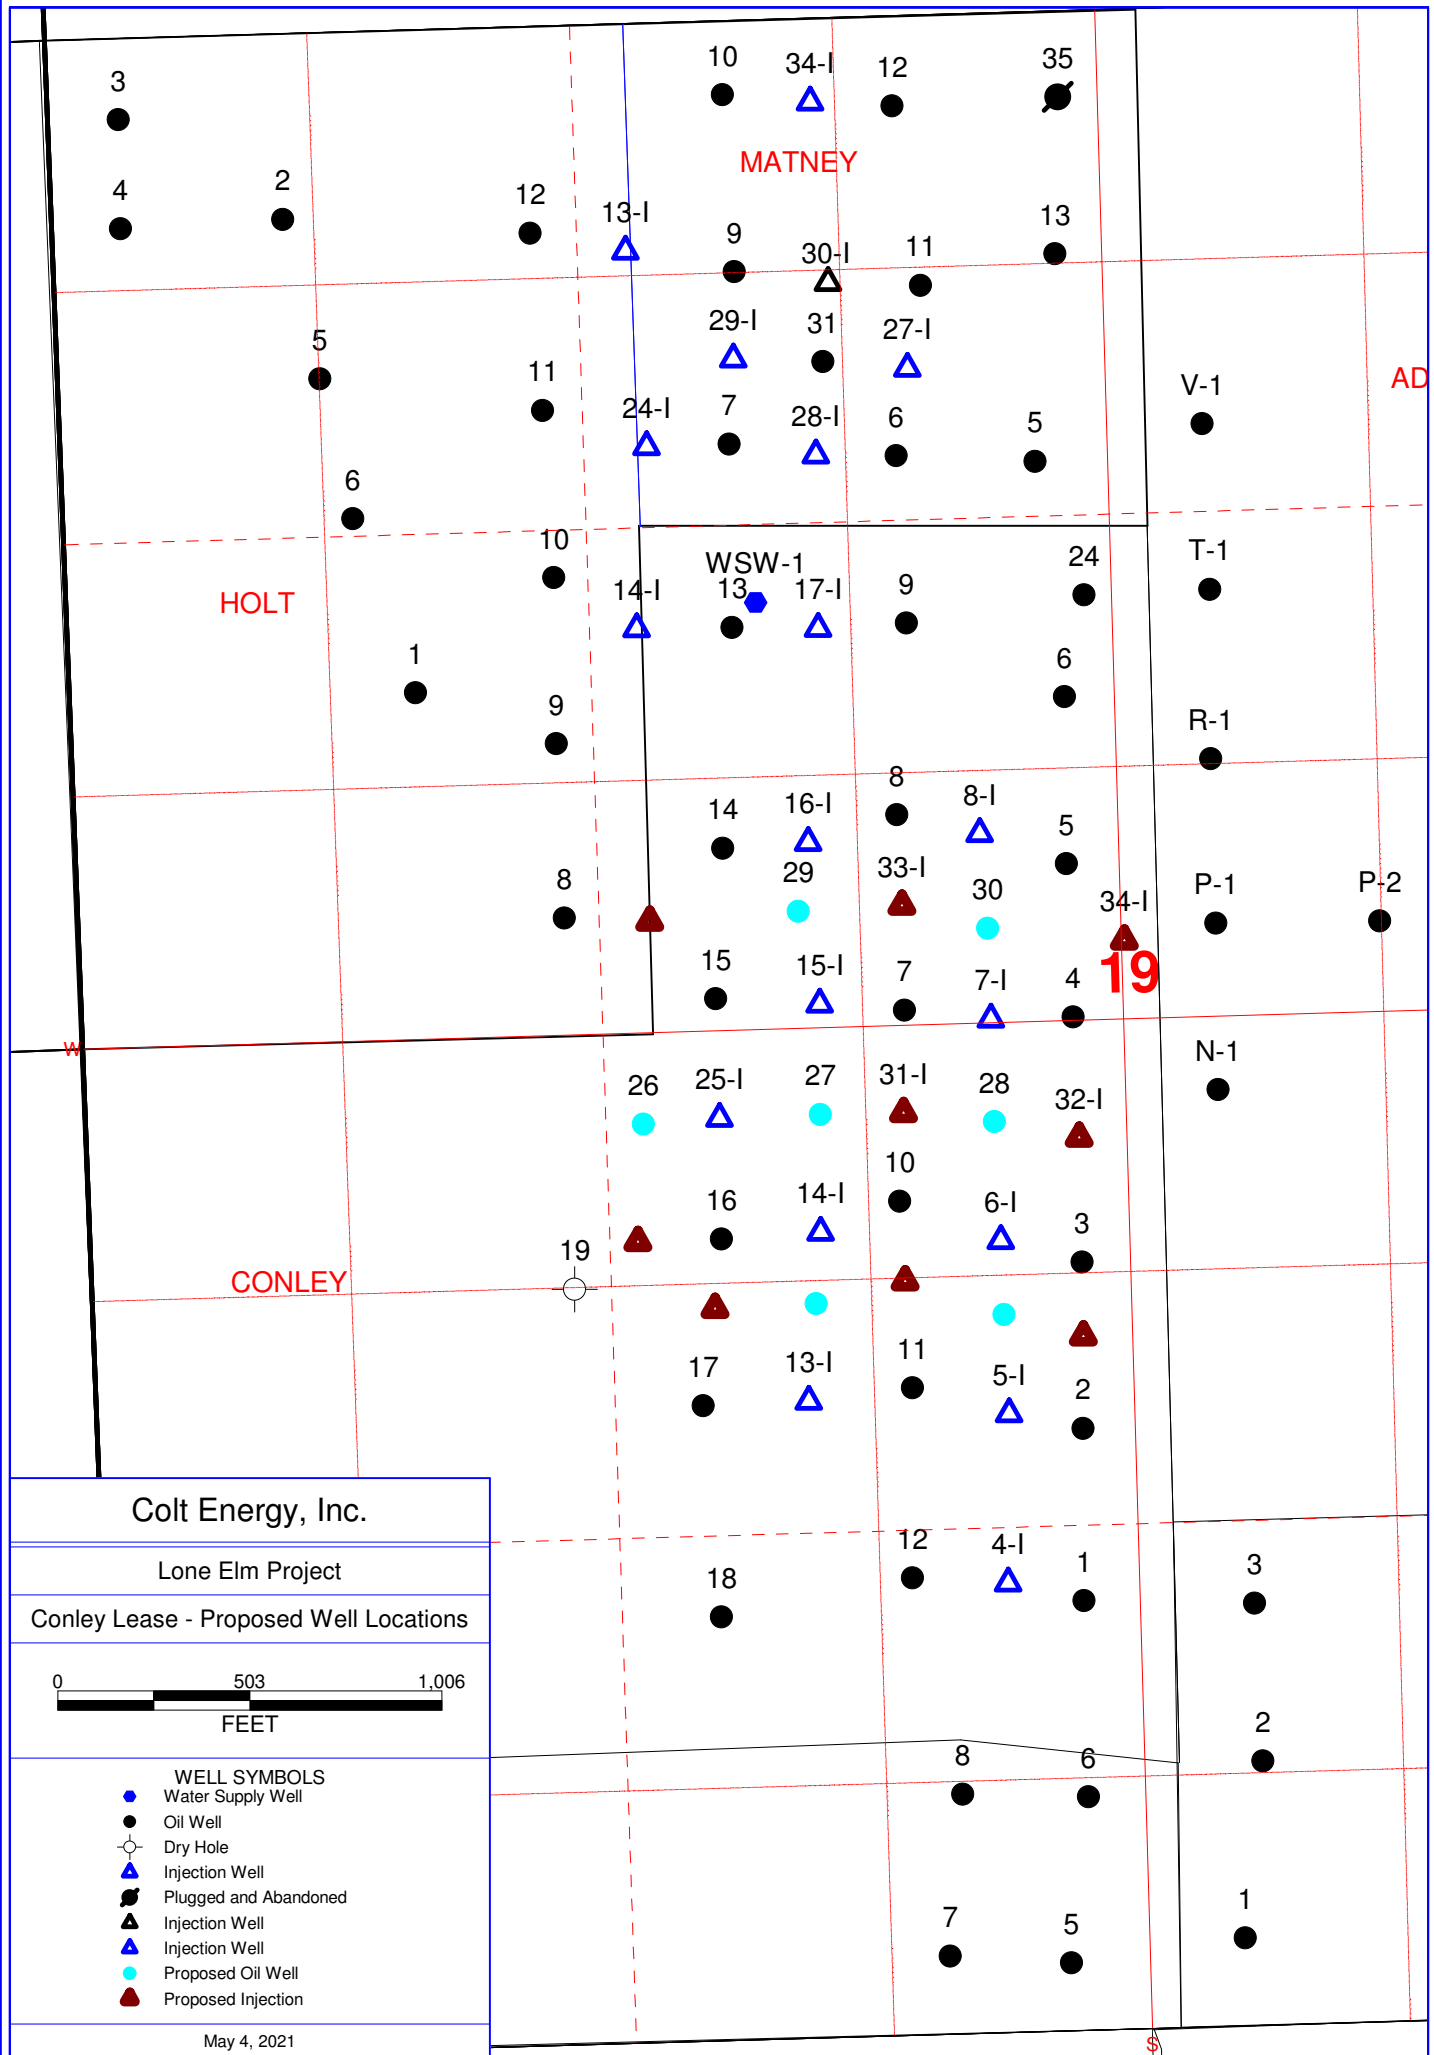 10
34-I
12
35
3
MATNEY
4
2
12
13-I
13
9
30-I
11
29-I
31
27-I
5
11
V-1
AD
24-I
7
28-I
6
5
6
10
WSW-1
24
T-1
HOLT
14-I
13
17-I
9
1
6
9
R-1
8
14
16-I
8-I
5
29
33-I
30
8
34-I
P-1
P-2
19
15
15-I
7
7-I
4
W
N-1
26
25-I
27
31-I
28
32-I
10
16
14-I
6-I
3
19
CONLEY
17
13-I
11
5-I
2
12
4-I
1
3
18
2
8
6
7
5
1
S
Colt Energy, Inc.
Lone Elm Project
Conley Lease - Proposed Well Locations
0 503 1,006
FEET
WELL SYMBOLS
Water Supply Well
Oil Well
Dry Hole
Injection Well
Plugged and Abandoned
Injection Well
Injection Well
Proposed Oil Well
Proposed Injection
May 4, 2021